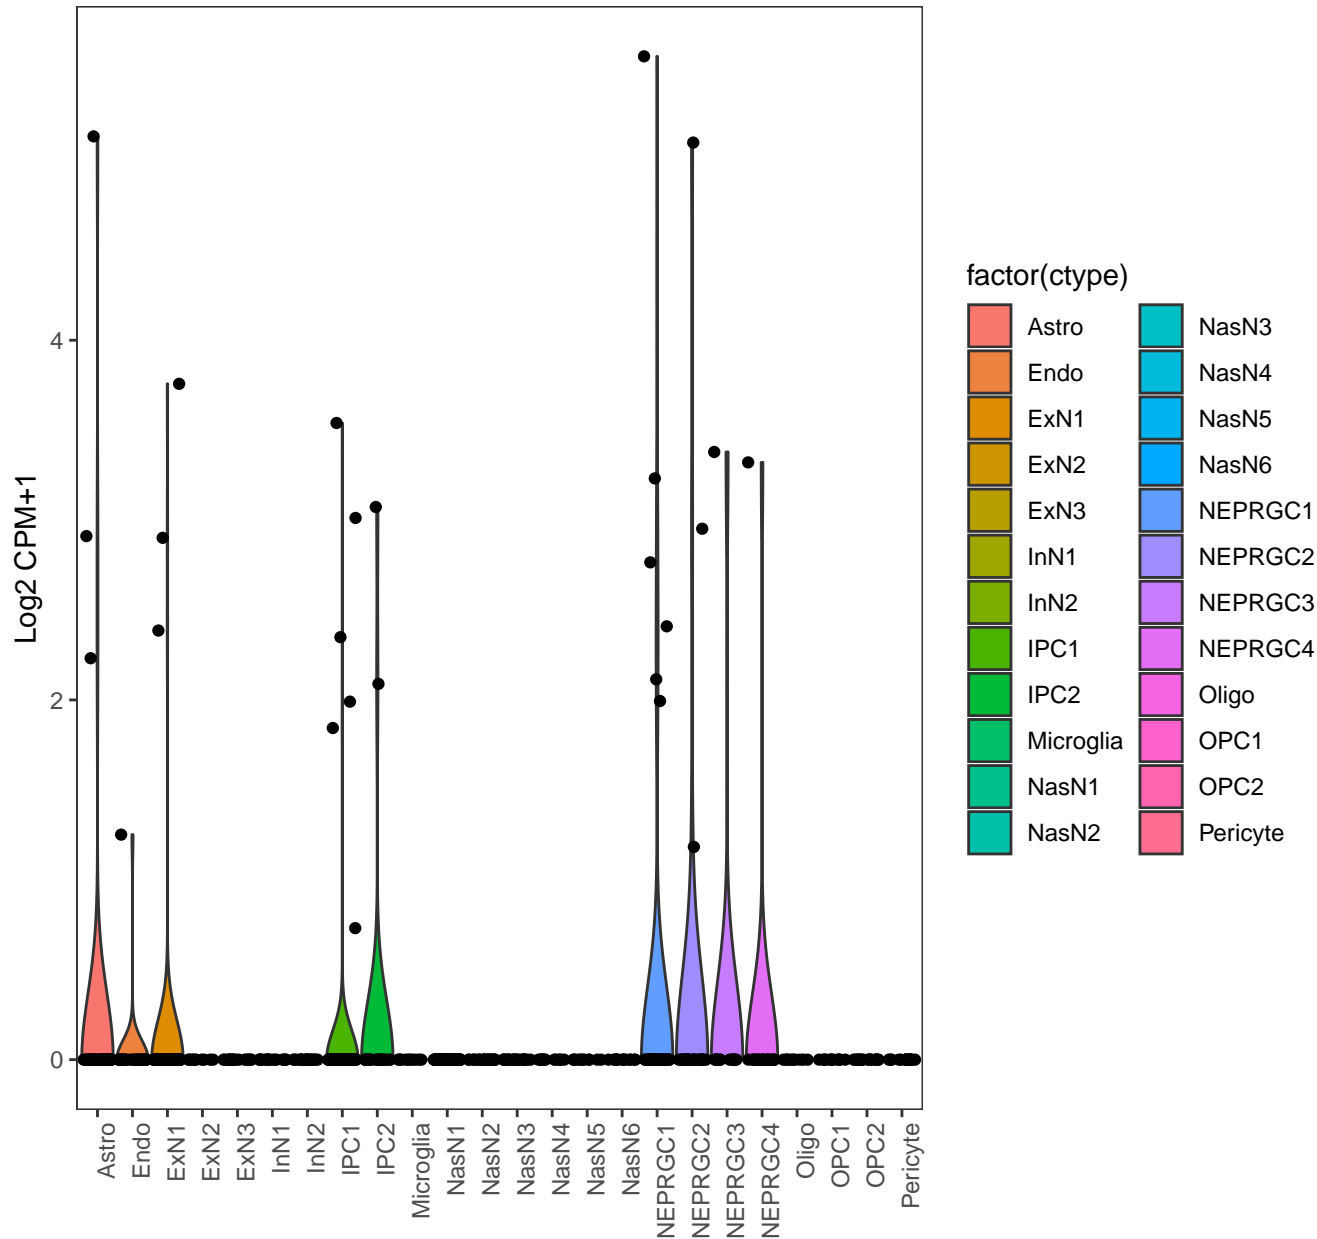 Log2 CPM+1
4
2
0
Astro
Endo
ExN1
ExN2
ExN3
InN1
InN2
IPC1
IPC2
Microglia
NasN1
NasN2
NasN3
NasN4
NasN5
NasN6
NEPRGC1
NEPRGC2
NEPRGC3
NEPRGC4
Oligo
OPC1
OPC2
Pericyte
factor(ctype)
Astro
Endo
ExN1
ExN2
ExN3
InN1
InN2
IPC1
IPC2
Microglia
NasN1
NasN2
NasN3
NasN4
NasN5
NasN6
NEPRGC1
NEPRGC2
NEPRGC3
NEPRGC4
Oligo
OPC1
OPC2
Pericyte